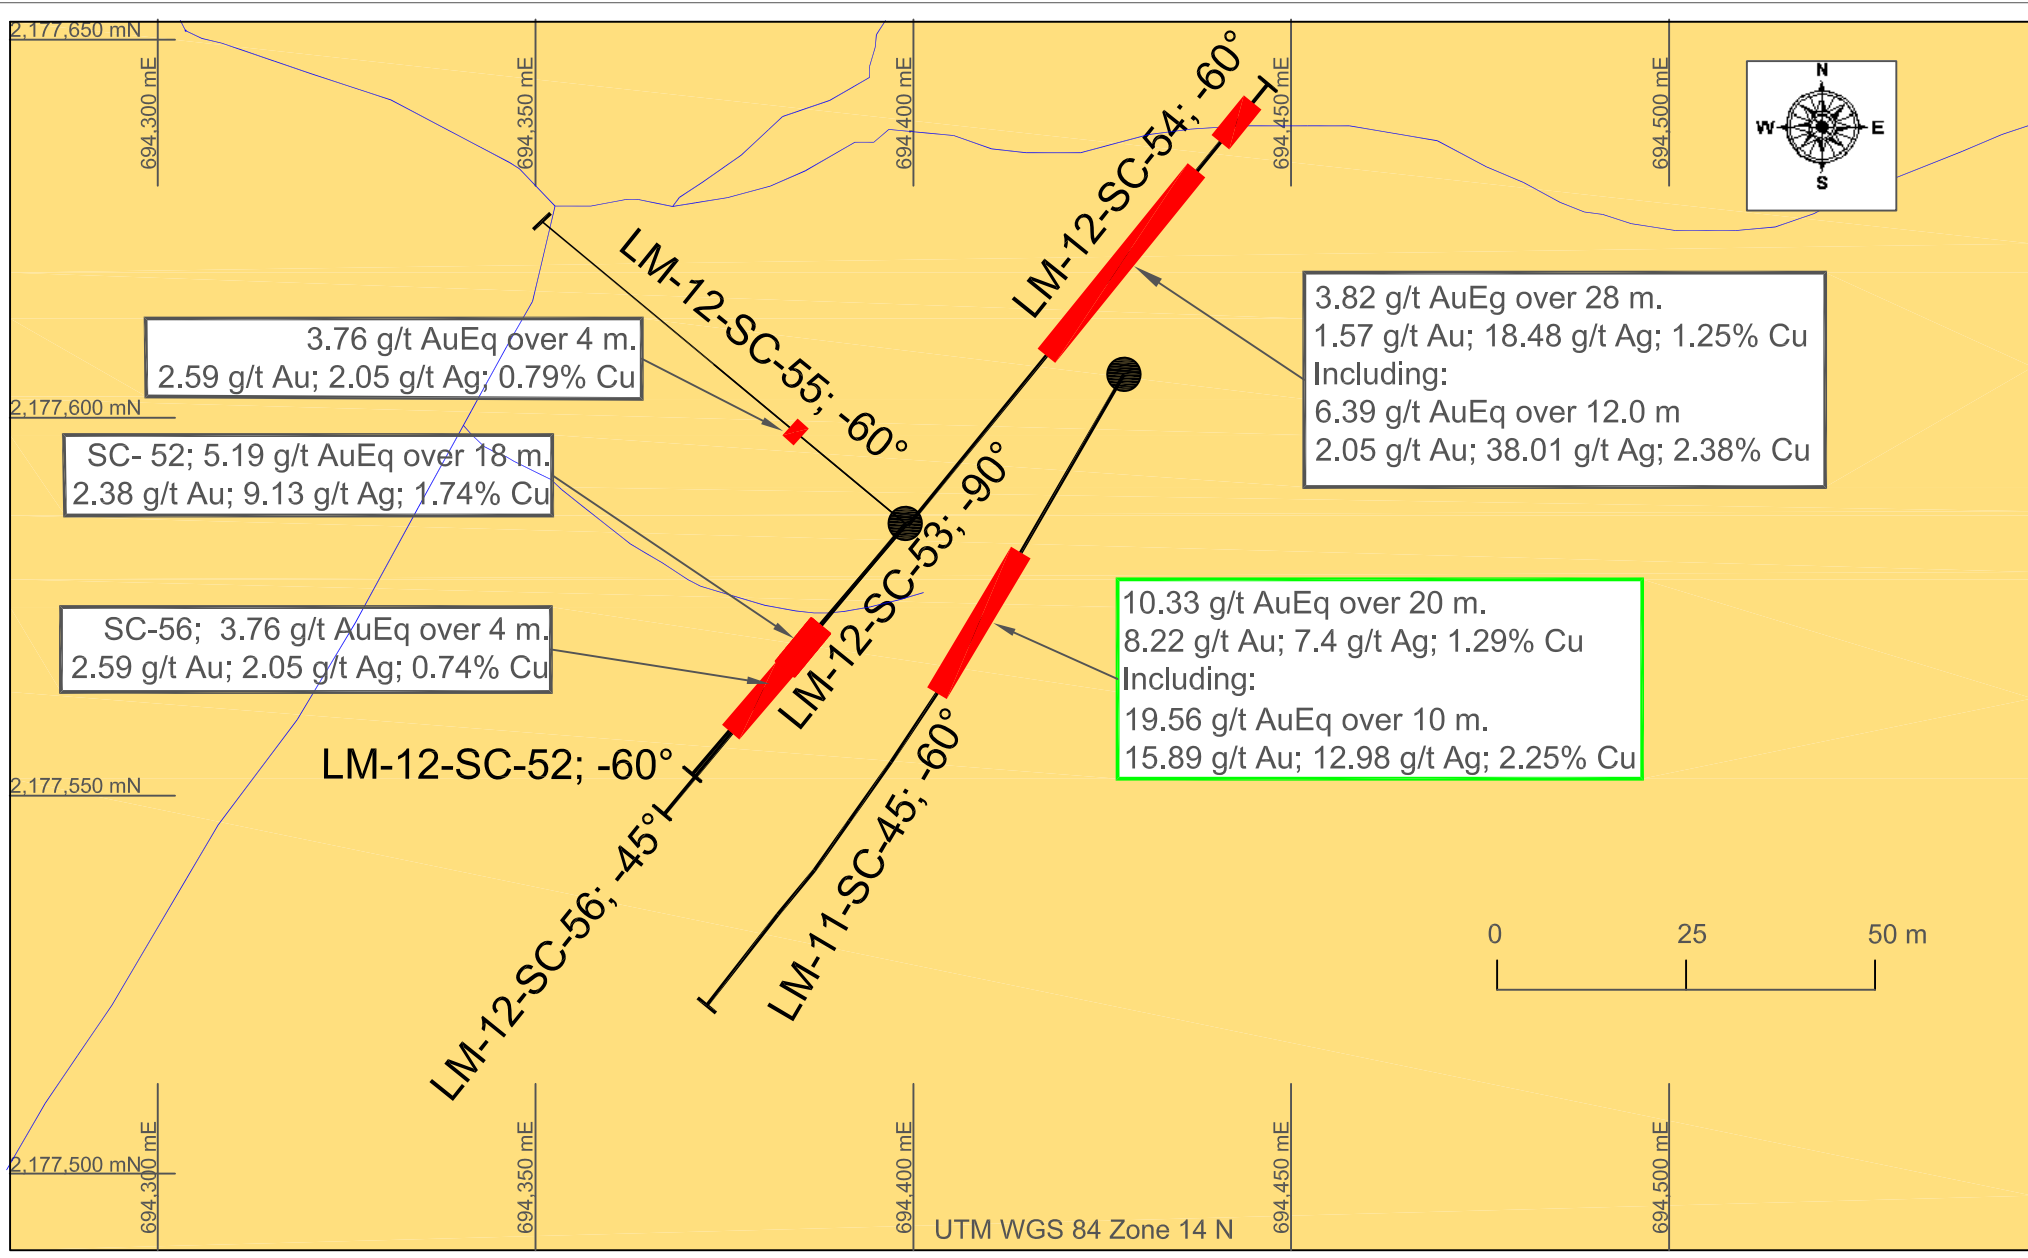 2,177,650 mN
694,300 mE
694,350 mE
694,400 mE
694,450 mE
694,500 mE
N
W
E
S
LM-12-SC-54; -60°
LM-12-SC-55; -60°
3.82 g/t AuEg over 28 m.
1.57 g/t Au; 18.48 g/t Ag; 1.25% Cu
Including:
6.39 g/t AuEq over 12.0 m
2.05 g/t Au; 38.01 g/t Ag; 2.38% Cu
3.76 g/t AuEq over 4 m.
2.59 g/t Au; 2.05 g/t Ag; 0.79% Cu
2,177,600 mN
SC- 52; 5.19 g/t AuEq over 18 m.
2.38 g/t Au; 9.13 g/t Ag; 1.74% Cu
LM-12-SC-53; -90°
10.33 g/t AuEq over 20 m.
8.22 g/t Au; 7.4 g/t Ag; 1.29% Cu
Including:
19.56 g/t AuEq over 10 m.
15.89 g/t Au; 12.98 g/t Ag; 2.25% Cu
SC-56;  3.76 g/t AuEq over 4 m.
2.59 g/t Au; 2.05 g/t Ag; 0.74% Cu
LM-12-SC-52; -60°
2,177,550 mN
LM-12-SC-56; -45°
LM-11-SC-45; -60°
0 25 50 m
2,177,500 mN
694,300 mE
694,350 mE
694,400 mE
694,450 mE
694,500 mE
UTM WGS 84 Zone 14 N